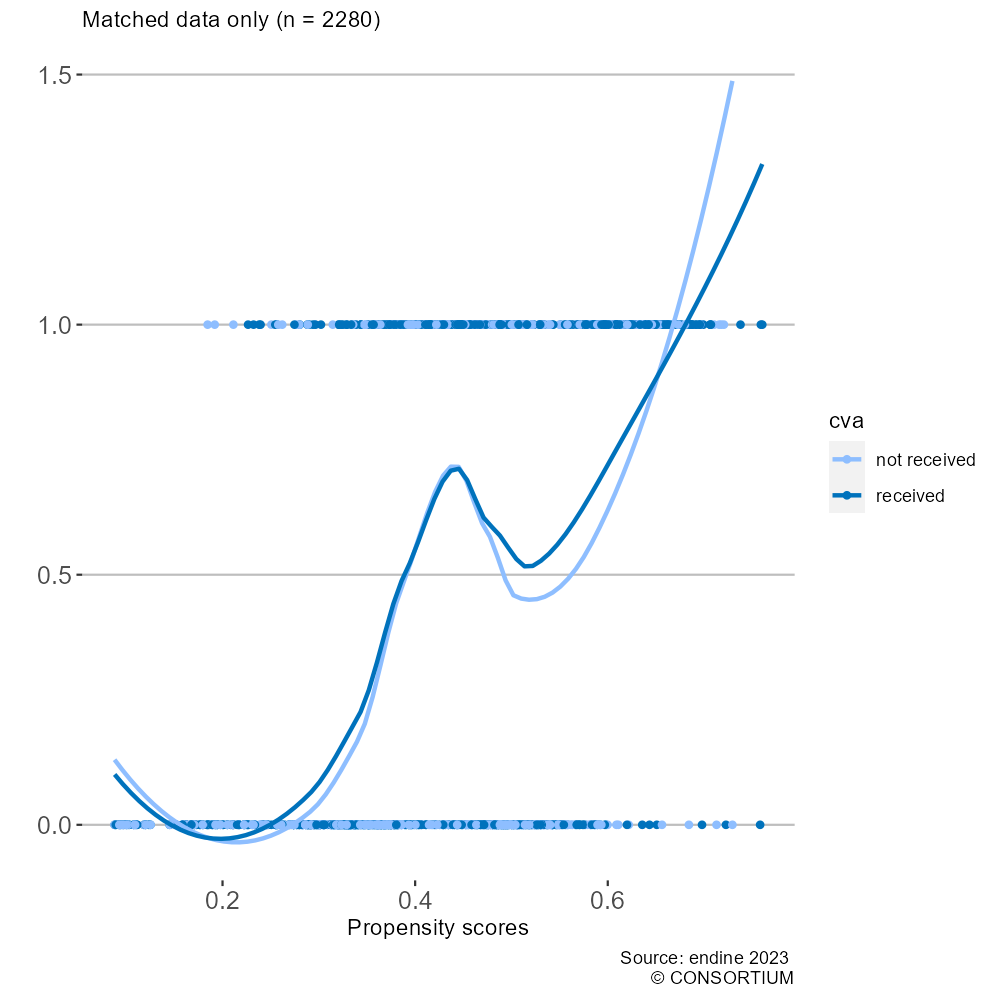 Matched data only (n = 2280)
1.5
1.0
0.5
0.0
0.2 0.4 0.6
Propensity scores
cva
not received
received
Source: endine 2023
© CONSORTIUM